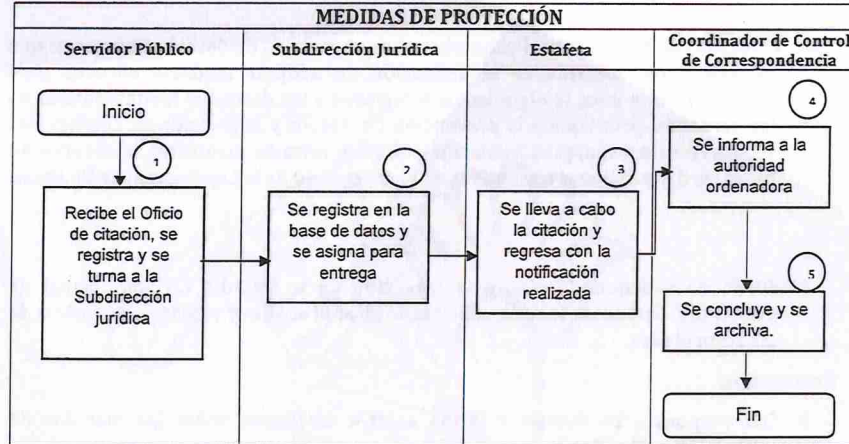 MEDIDAS DE PROTECCIÓN
Servidor Público
Subdirección Jurídica
Estafeta
Coordinador de Control
de Correspondencia
Inicio
1
Recibe el Oficio
de citación, se
registra y se
turna a la
Subdirección
jurídica
2
Se registra en la
base de datos y
se asigna para
entrega
3
Se lleva a cabo
la citación y
regresa con la
notificación
realizada
4
Se informa a la
autoridad
ordenadora
5
Se concluye y se
archiva.
Fin